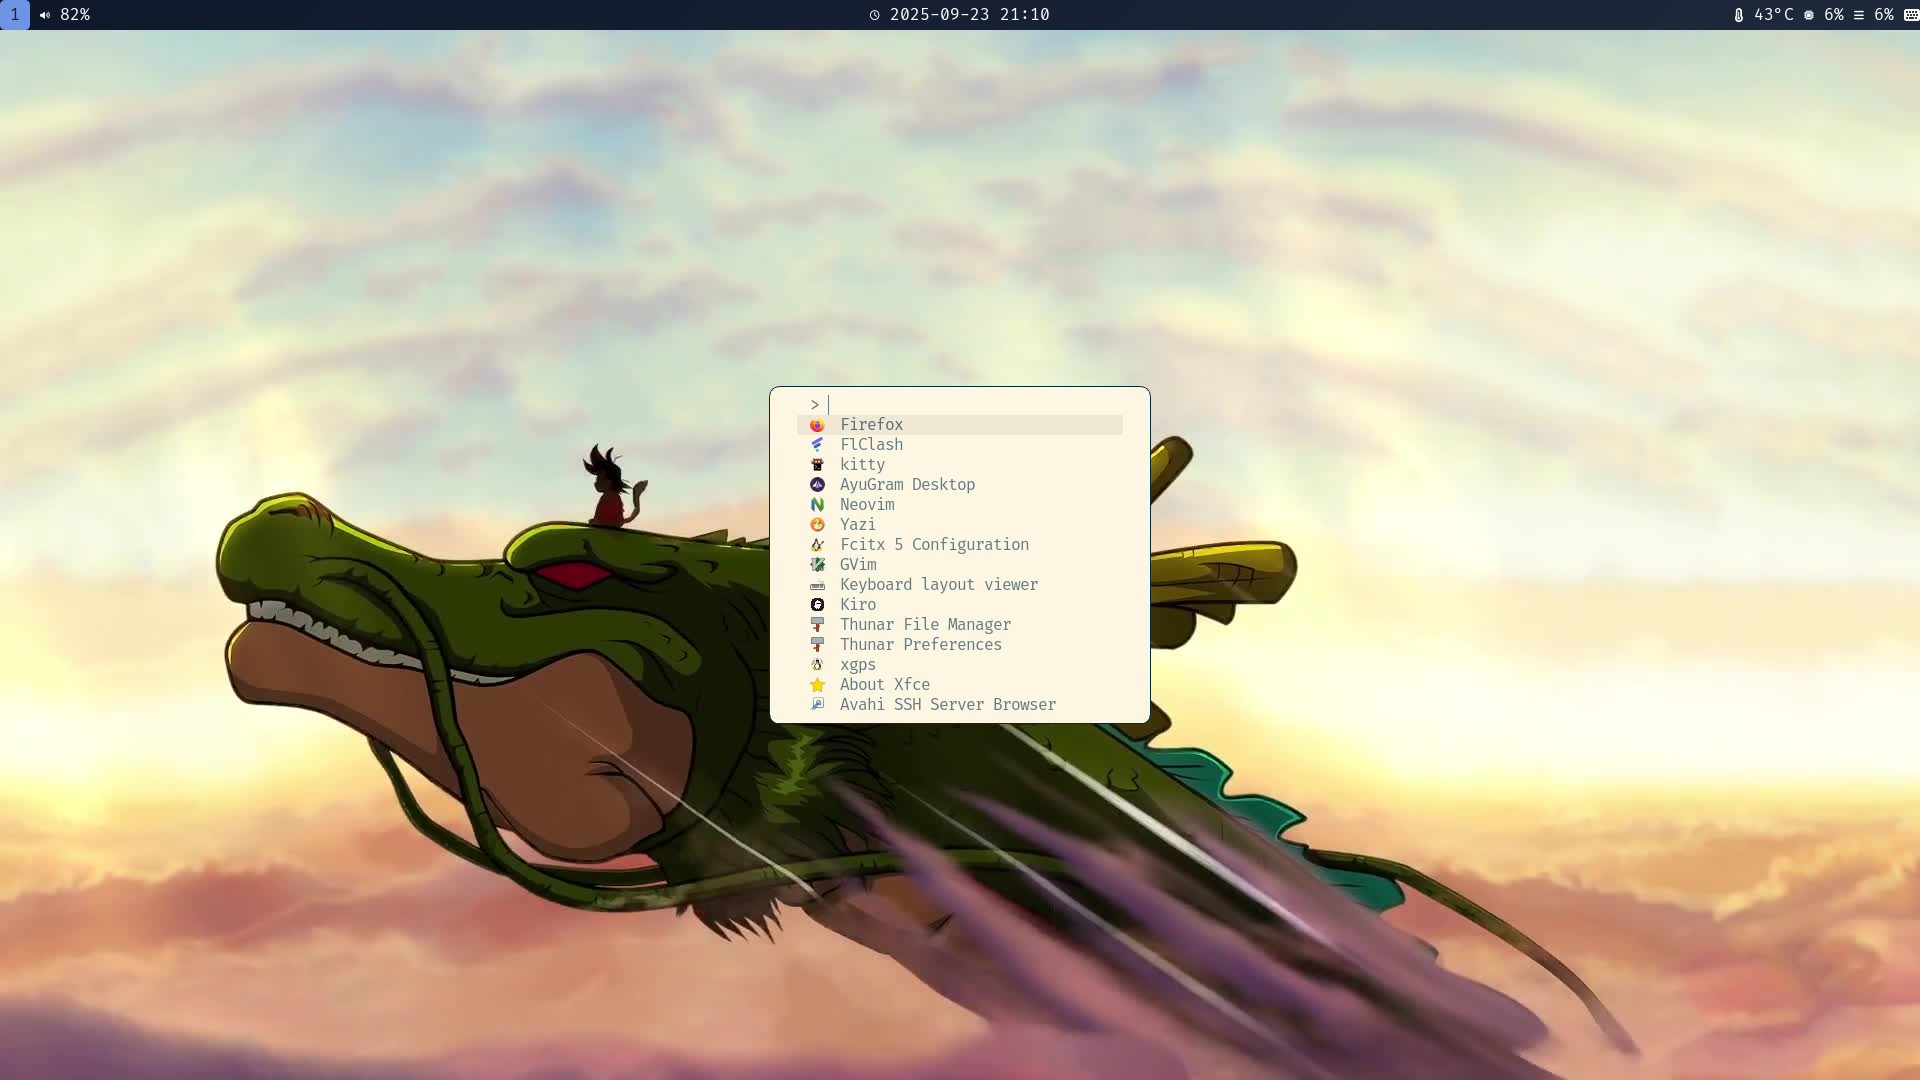 1 82% 2025-09-23 21:10 43°C 6% 6%
>
Firefox
FlClash
kitty
AyuGram Desktop
Neovim
Yazi
Fcitx 5 Configuration
GVim
Keyboard layout viewer
Kiro
Thunar File Manager
Thunar Preferences
xgps
About Xfce
Avahi SSH Server Browser